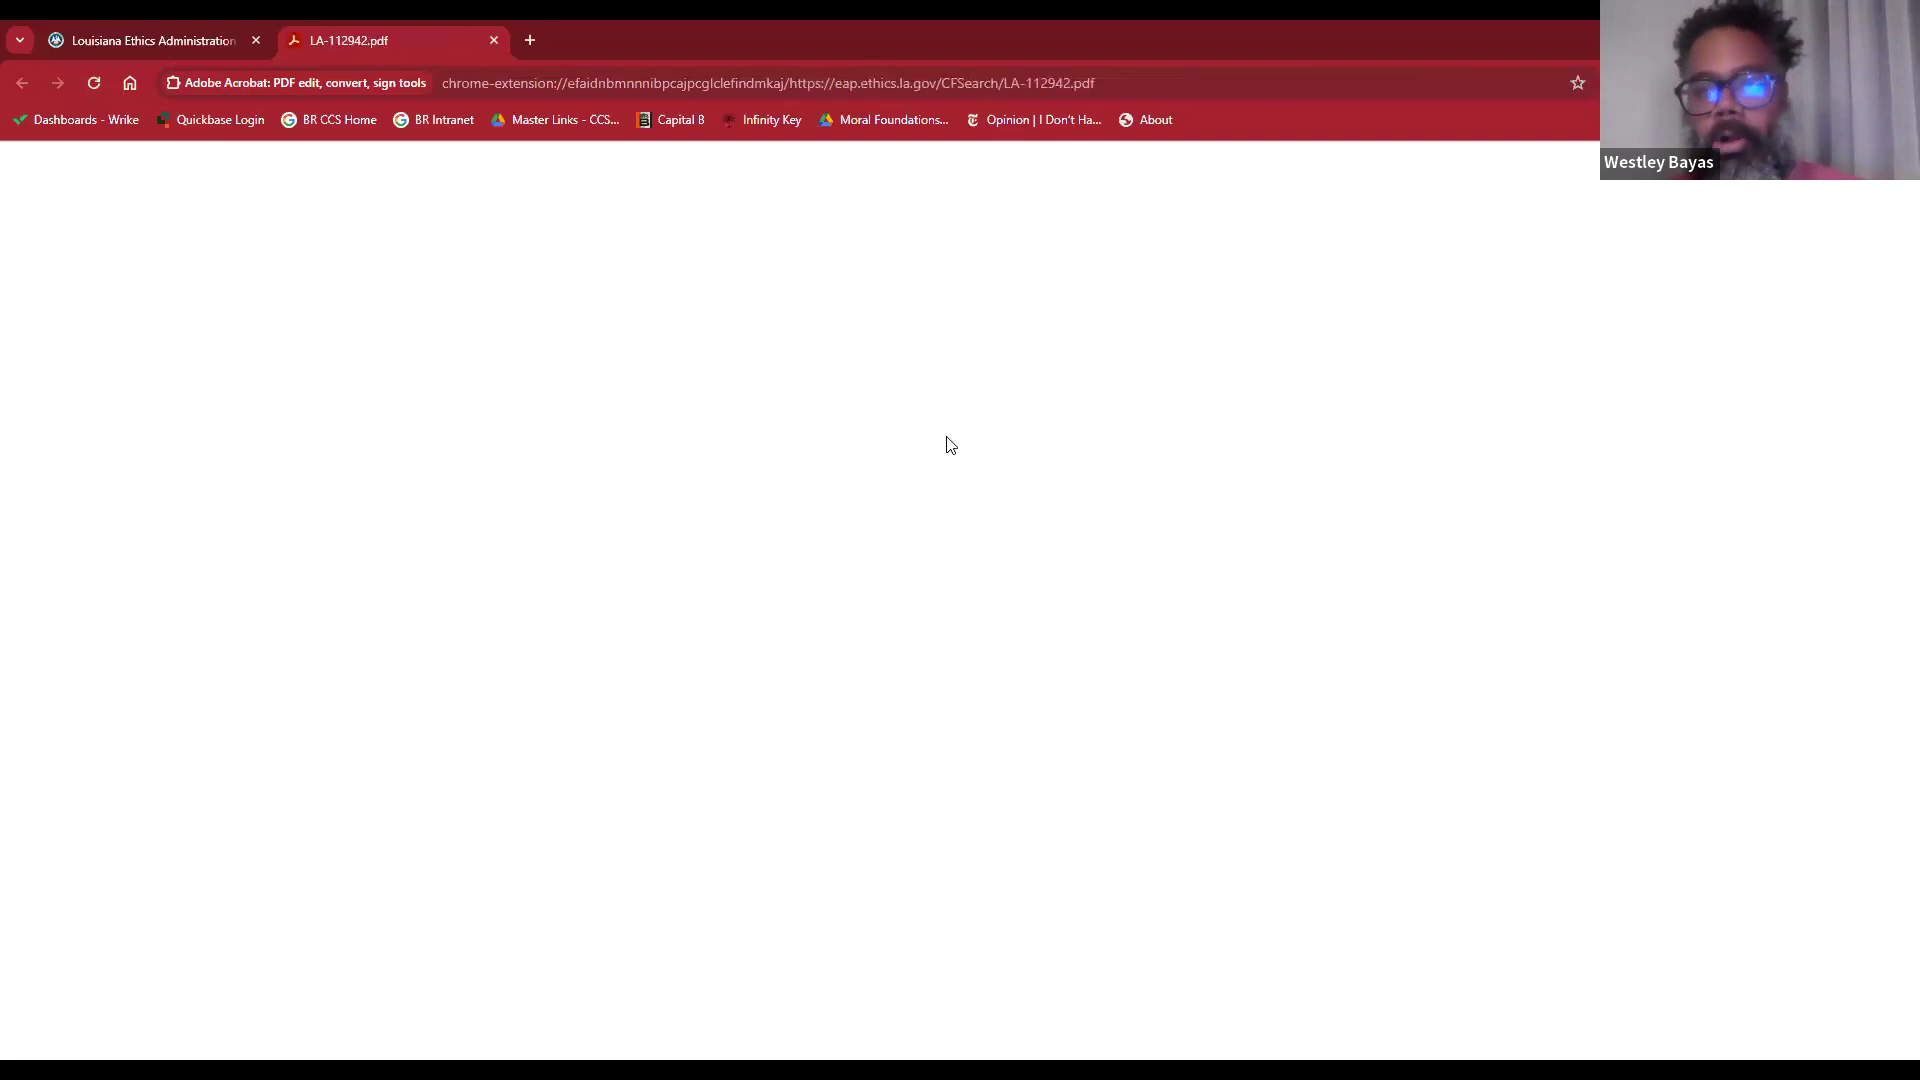 Louisiana Ethics Administration
LA-112942.pdf
Adobe Acrobat: PDF edit, convert, sign tools
chrome-extension://efaidnbmnnnibpcajpcglclefindmkaj/https://eap.ethics.la.gov/CFSearch/LA-112942.pdf
Dashboards - Wrike
Quickbase Login
BR CCS Home
BR Intranet
Master Links - CCS...
Capital B
Infinity Key
Moral Foundations...
Opinion | I Don't Ha...
About
Westley Bayas